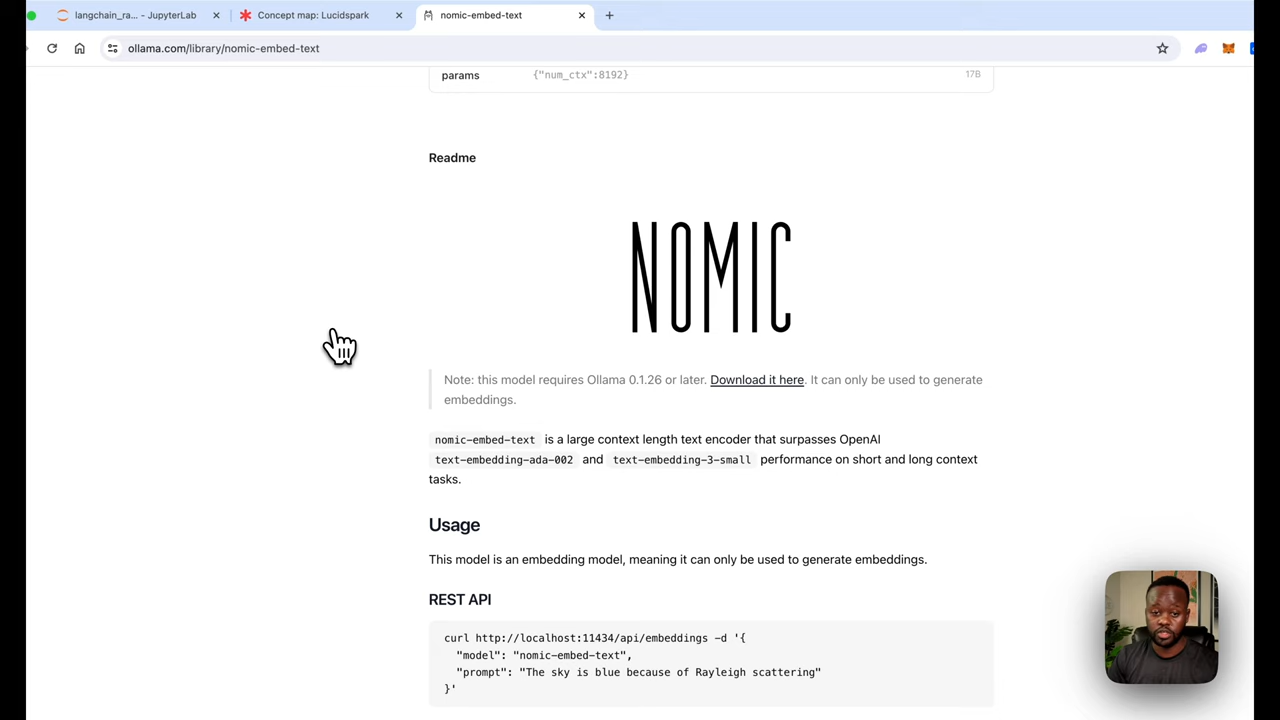 langchain_ra... - JupyterLab
Concept map: Lucidspark
nomic-embed-text
ollama.com/library/nomic-embed-text
params {"num_ctx":8192} 17B
Readme
NOMIC
Note: this model requires Ollama 0.1.26 or later. Download it here. It can only be used to generate
embeddings.
nomic-embed-text is a large context length text encoder that surpasses OpenAI
text-embedding-ada-002 and text-embedding-3-small performance on short and long context
tasks.
Usage
This model is an embedding model, meaning it can only be used to generate embeddings.
REST API
curl http://localhost:11434/api/embeddings -d '{
"model": "nomic-embed-text",
"prompt": "The sky is blue because of Rayleigh scattering"
}'